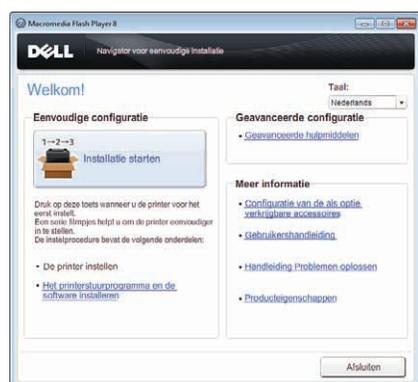 Macromedia Flash Player 8
DELL
Navigator voor eenvoudige installatie
Welkom!
Taal:
Nederlands
Eenvoudige configuratie
1→2→3
Installatie starten
Druk op deze toets wanneer u de printer voor het
eerst instelt.
Een serie filmpjes helpt u om de printer eenvoudiger
in te stellen.
De instelprocedure bevat de volgende onderdelen:
• De printer instellen
• Het printerstuurprogramma en de
software installeren
Geavanceerde configuratie
• Geavanceerde hulpmiddelen
Meer informatie
• Configuratie van de als optie
verkrijgbare accessoires
• Gebruikershandleiding
• Handleiding Problemen oplossen
• Producteigenschappen
Afsluiten